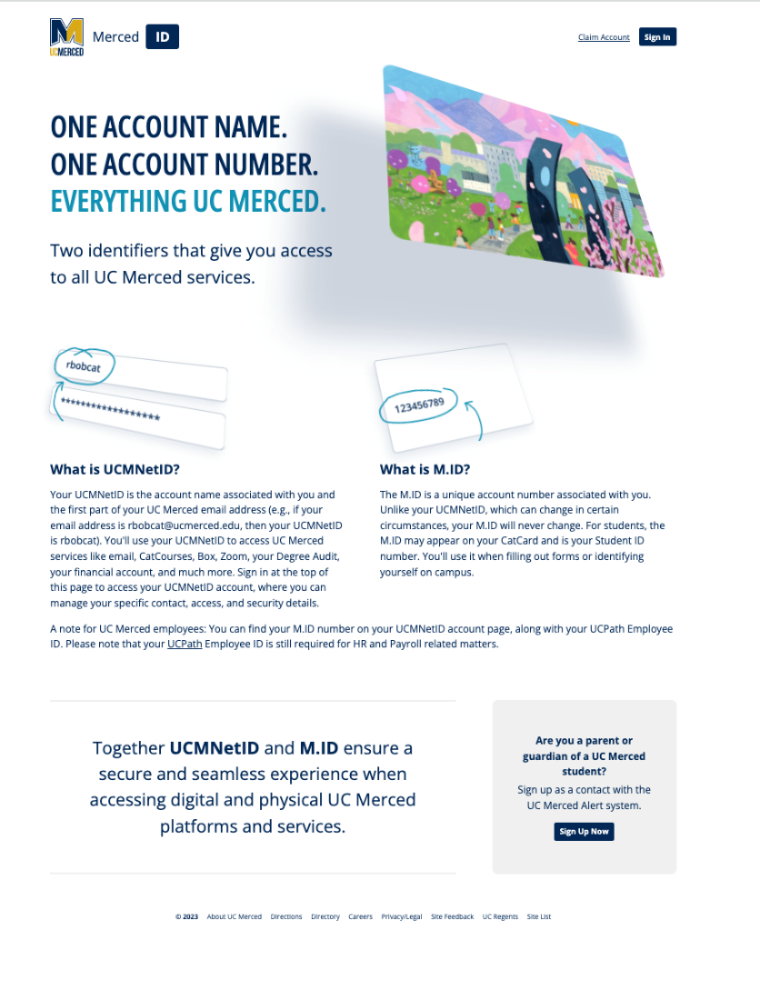 UCMERCED
Merced ID
Claim Account Sign In
ONE ACCOUNT NAME.
ONE ACCOUNT NUMBER.
EVERYTHING UC MERCED.
Two identifiers that give you access
to all UC Merced services.
rbobcat
******************
123456789
What is UCMNetID?
Your UCMNetID is the account name associated with you and
the first part of your UC Merced email address (e.g., if your
email address is rbobcat@ucmerced.edu, then your UCMNetID
is rbobcat). You'll use your UCMNetID to access UC Merced
services like email, CatCourses, Box, Zoom, your Degree Audit,
your financial account, and much more. Sign in at the top of
this page to access your UCMNetID account, where you can
manage your specific contact, access, and security details.
What is M.ID?
The M.ID is a unique account number associated with you.
Unlike your UCMNetID, which can change in certain
circumstances, your M.ID will never change. For students, the
M.ID may appear on your CatCard and is your Student ID
number. You'll use it when filling out forms or identifying
yourself on campus.
A note for UC Merced employees: You can find your M.ID number on your UCMNetID account page, along with your UCPath Employee
ID. Please note that your UCPath Employee ID is still required for HR and Payroll related matters.
Together UCMNetID and M.ID ensure a
secure and seamless experience when
accessing digital and physical UC Merced
platforms and services.
Are you a parent or
guardian of a UC Merced
student?
Sign up as a contact with the
UC Merced Alert system.
Sign Up Now
© 2023 About UC Merced Directions Directory Careers Privacy/Legal Site Feedback UC Regents Site List